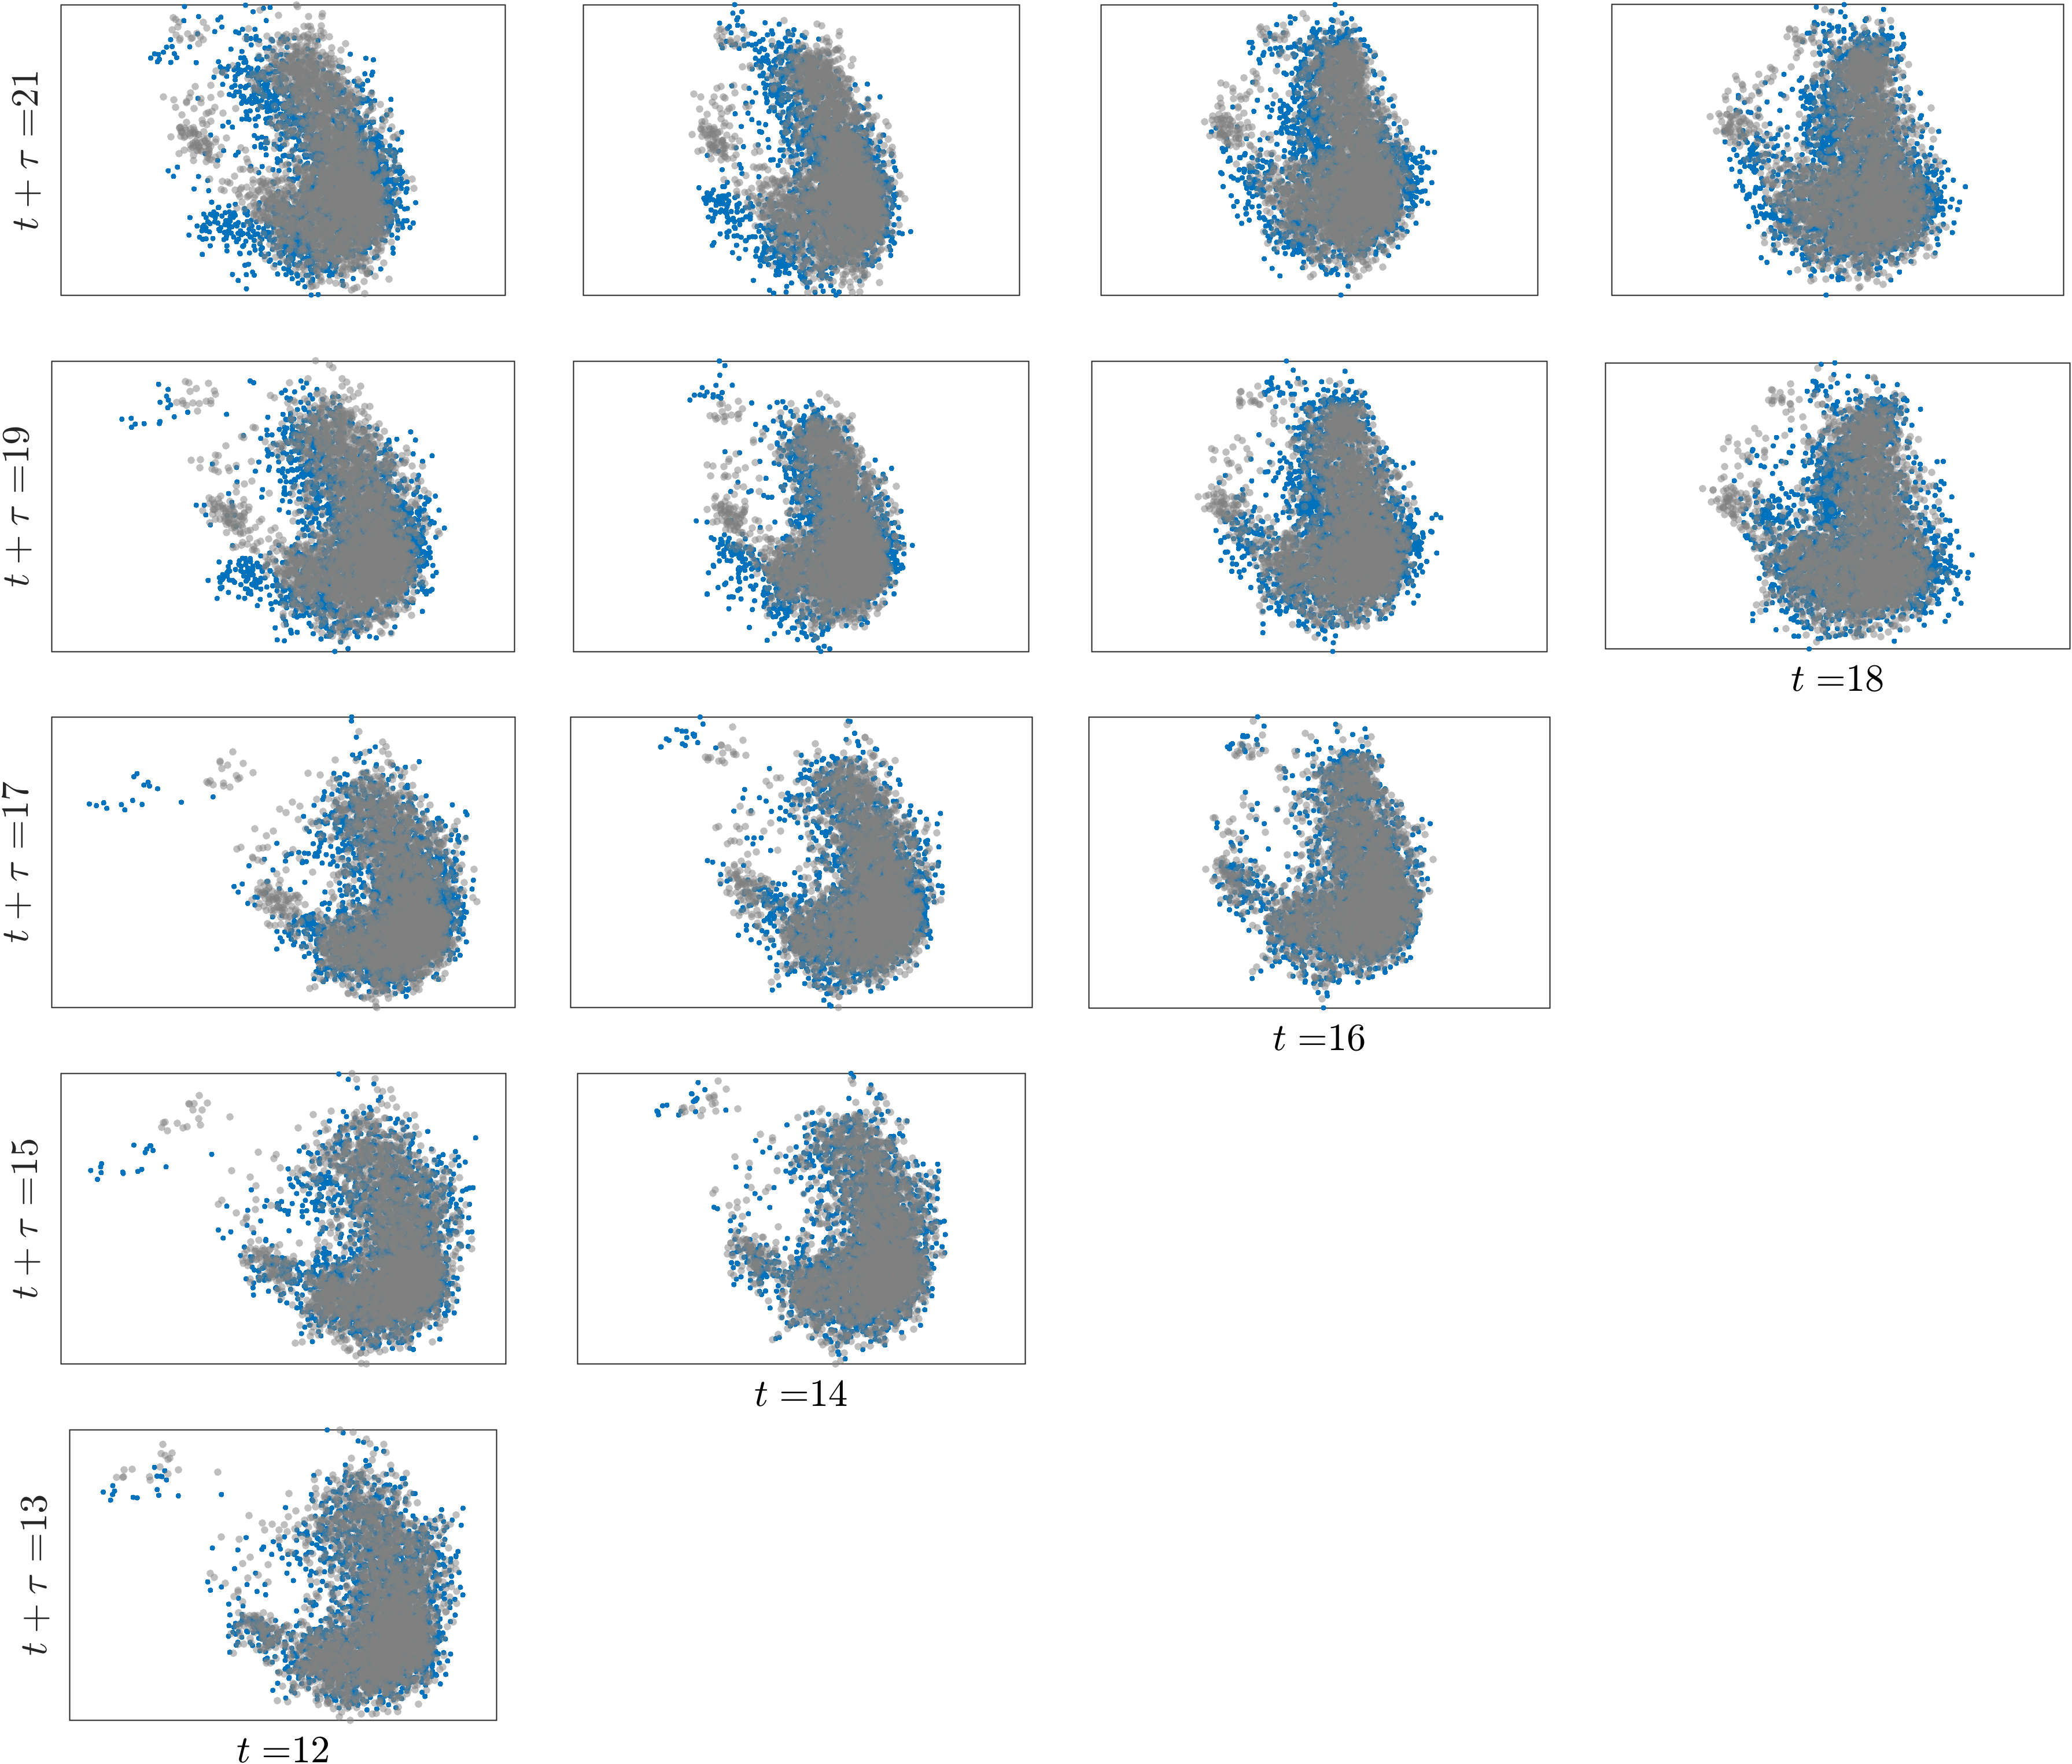 t + τ =21
t + τ =19
t =18
t + τ =17
t =16
t + τ =15
t =14
t + τ =13
t =12